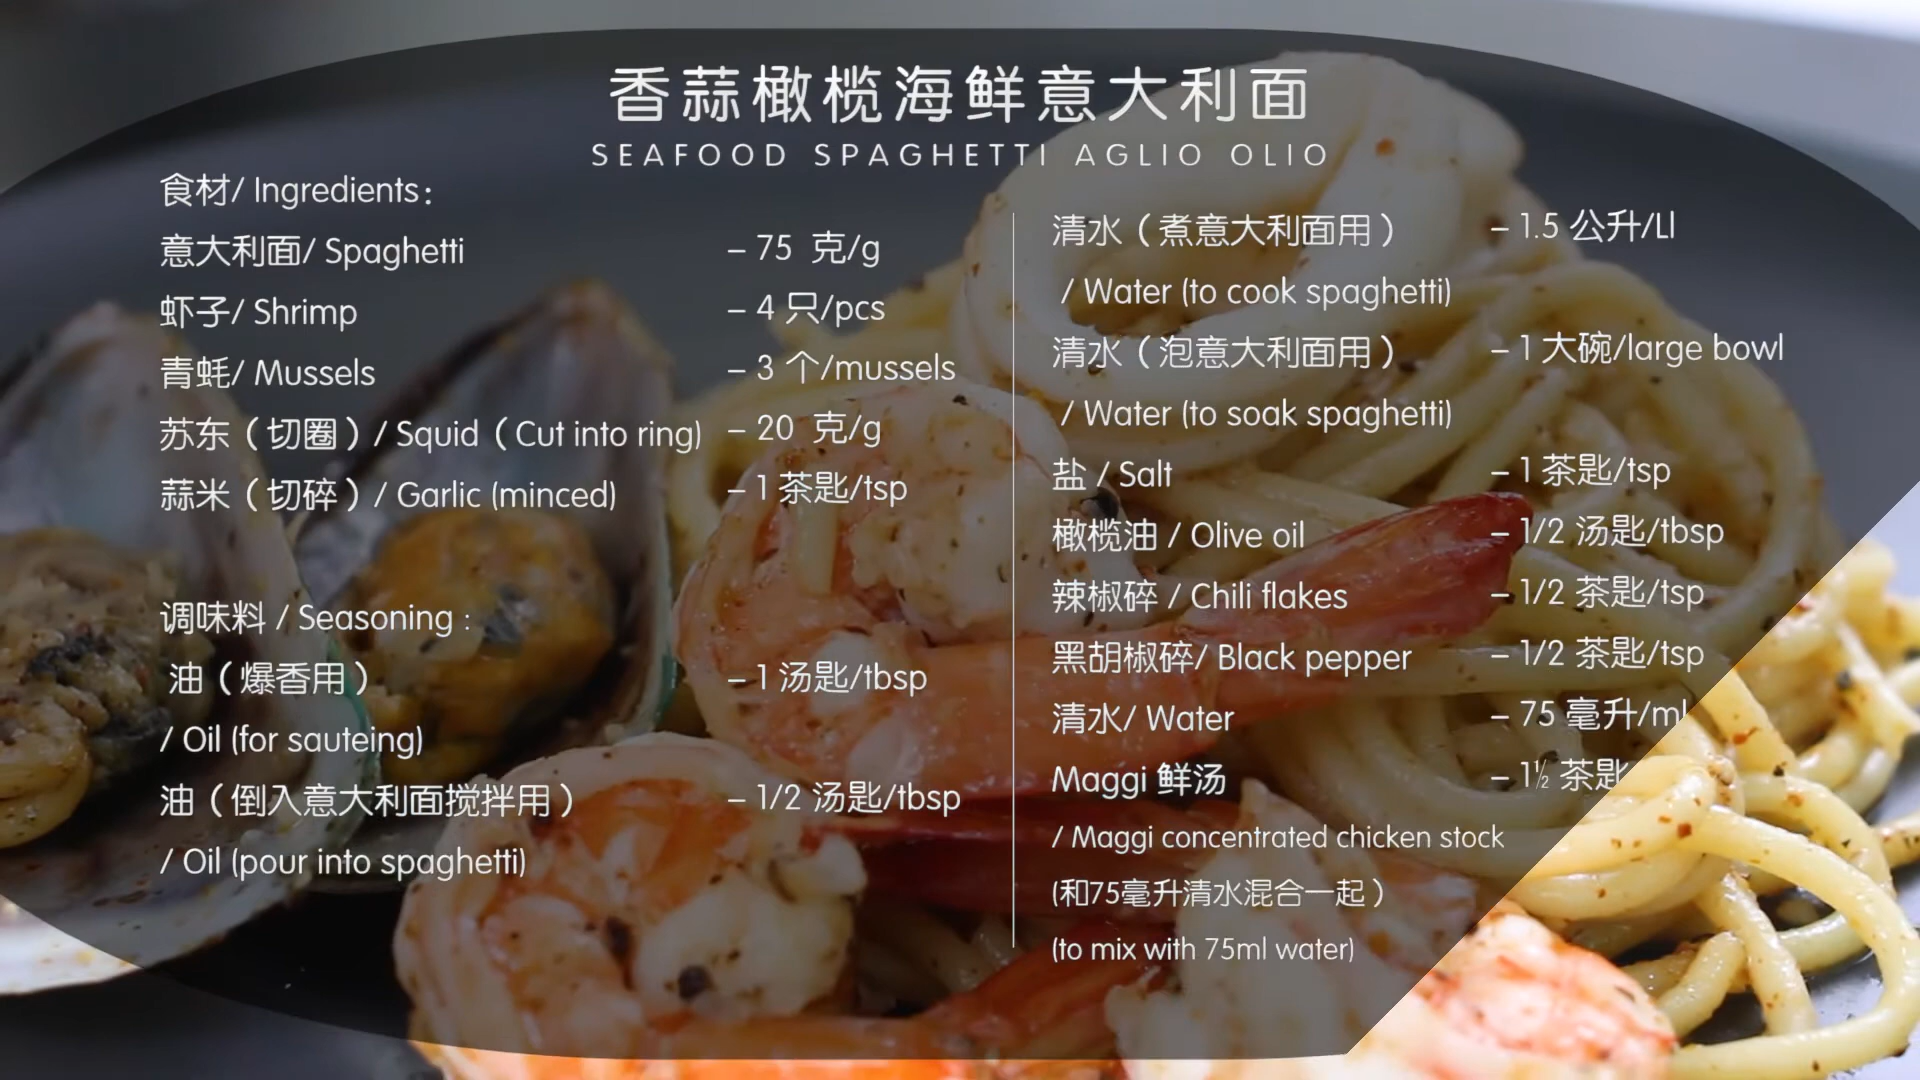 香蒜橄榄海鲜意大利面
SEAFOOD SPAGHETTI AGLIO OLIO
食材/ Ingredients:
意大利面/ Spaghetti – 75 克/g
虾子/ Shrimp – 4 只/pcs
青蚝/ Mussels – 3 个/mussels
苏东（切圈）/ Squid（Cut into ring) – 20 克/g
蒜米（切碎）/ Garlic (minced) – 1 茶匙/tsp
调味料 / Seasoning :
油（爆香用） – 1 汤匙/tbsp
/ Oil (for sauteing)
油（倒入意大利面搅拌用） – 1/2 汤匙/tbsp
/ Oil (pour into spaghetti)
清水（煮意大利面用） – 1.5 公升/Ll
/ Water (to cook spaghetti)
清水（泡意大利面用） – 1 大碗/large bowl
/ Water (to soak spaghetti)
盐 / Salt – 1 茶匙/tsp
橄榄油 / Olive oil – 1/2 汤匙/tbsp
辣椒碎 / Chili flakes – 1/2 茶匙/tsp
黑胡椒碎/ Black pepper – 1/2 茶匙/tsp
清水/ Water – 75 毫升/ml
Maggi 鲜汤 – 1½ 茶匙
/ Maggi concentrated chicken stock
(和75毫升清水混合一起）
(to mix with 75ml water)